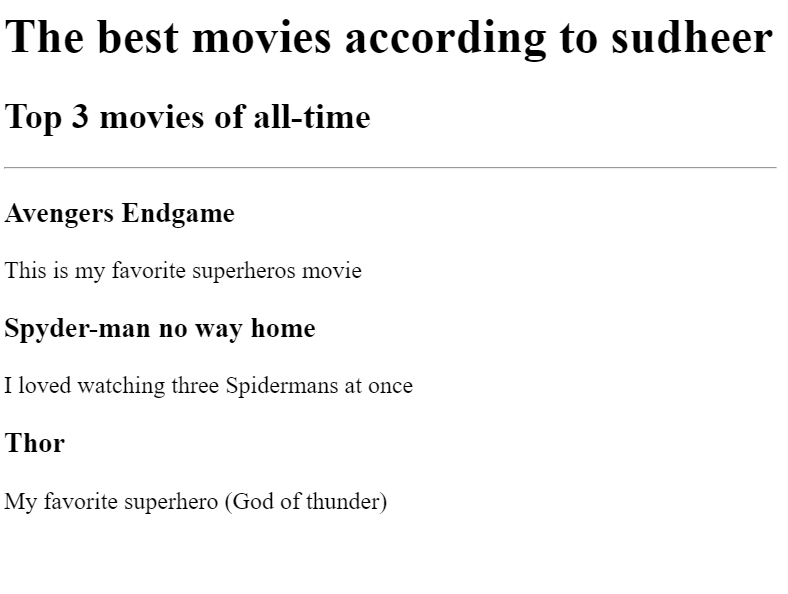 The best movies according to sudheer
Top 3 movies of all-time
Avengers Endgame
This is my favorite superheros movie
Spyder-man no way home
I loved watching three Spidermans at once
Thor
My favorite superhero (God of thunder)